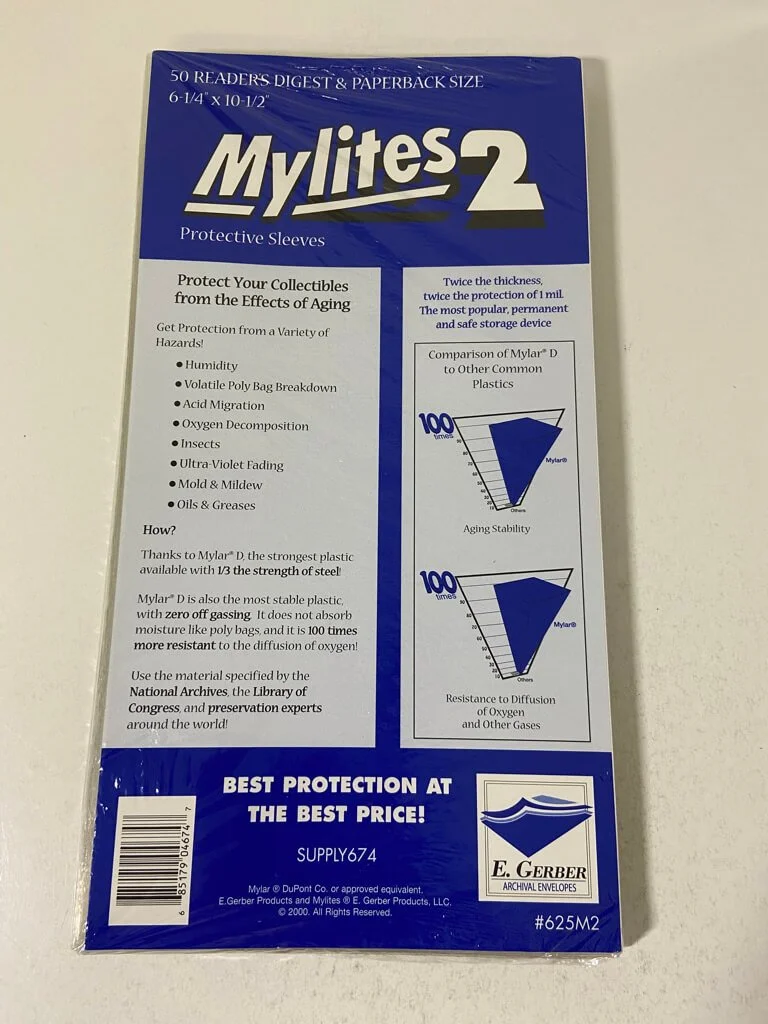 50 READER'S DIGEST & PAPERBACK SIZE
6-1/4" x 10-1/2"
Mylites 2
Protective Sleeves
Protect Your Collectibles
from the Effects of Aging
Get Protection from a Variety of
Hazards!
• Humidity
• Volatile Poly Bag Breakdown
• Acid Migration
• Oxygen Decomposition
• Insects
• Ultra-Violet Fading
• Mold & Mildew
• Oils & Greases
How?
Thanks to Mylar® D, the strongest plastic
available with 1/3 the strength of steel!
Mylar® D is also the most stable plastic,
with zero off gassing. It does not absorb
moisture like poly bags, and it is 100 times
more resistant to the diffusion of oxygen!
Use the material specified by the
National Archives, the Library of
Congress, and preservation experts
around the world!
Twice the thickness,
twice the protection of 1 mil.
The most popular, permanent
and safe storage device
Comparison of Mylar® D
to Other Common
Plastics
100
times
Mylar®
Others
Aging Stability
100
times
Mylar®
Others
Resistance to Diffusion
of Oxygen
and Other Gases
BEST PROTECTION AT
THE BEST PRICE!
SUPPLY674
Mylar ® DuPont Co. or approved equivalent.
E.Gerber Products and Mylites ® E. Gerber Products, LLC.
© 2000. All Rights Reserved.
6 85179 04674 7
E. GERBER
ARCHIVAL ENVELOPES
#625M2